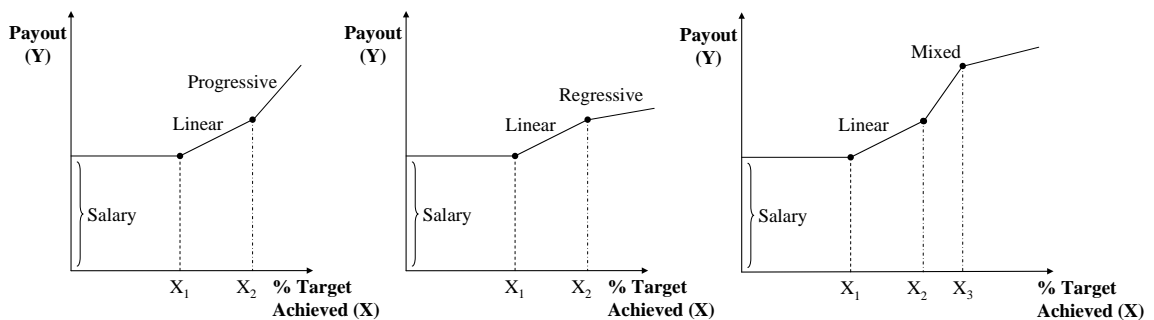 Payout
(Y)
Progressive
Linear
Salary
X1
X2
% Target
Achieved (X)
Payout
(Y)
Regressive
Linear
Salary
X1
X2
% Target
Achieved (X)
Payout
(Y)
Mixed
Linear
Salary
X1
X2
X3
% Target
Achieved (X)